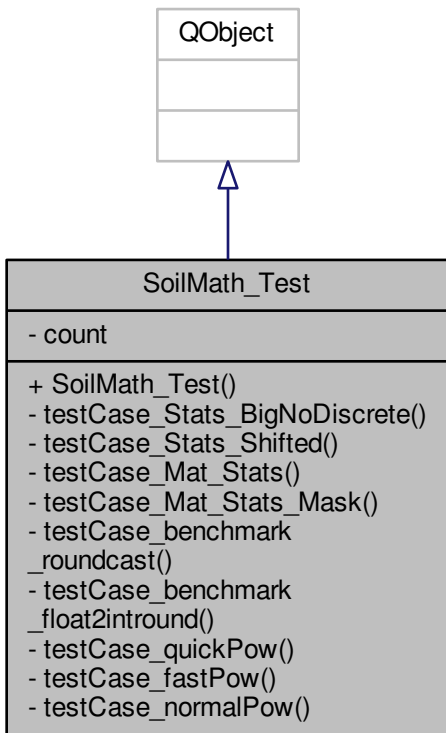 QObject
SoilMath_Test
- count
+ SoilMath_Test()
- testCase_Stats_BigNoDiscrete()
- testCase_Stats_Shifted()
- testCase_Mat_Stats()
- testCase_Mat_Stats_Mask()
- testCase_benchmark
_roundcast()
- testCase_benchmark
_float2intround()
- testCase_quickPow()
- testCase_fastPow()
- testCase_normalPow()